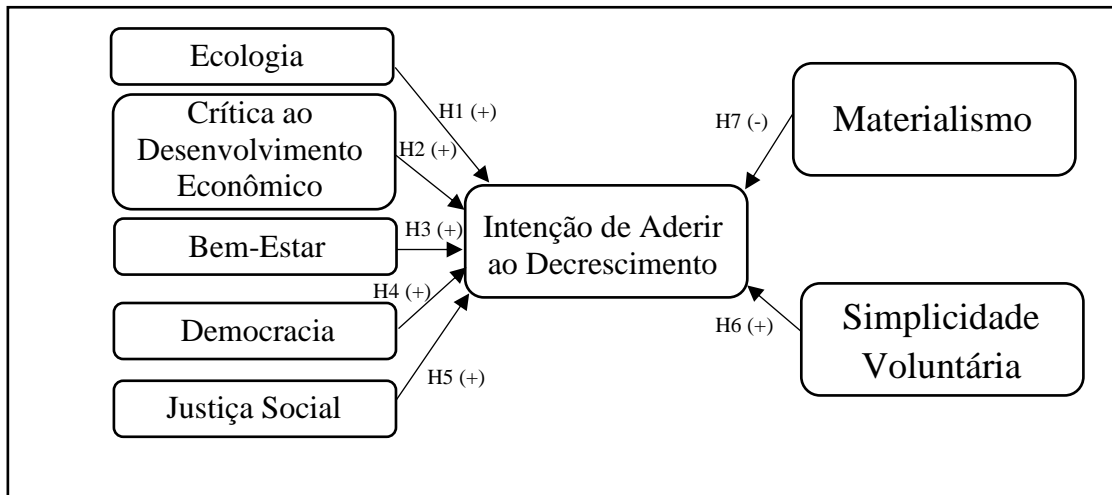 Ecologia
H1 (+)
Crítica ao
Desenvolvimento
Econômico
H2 (+)
Bem-Estar
H3 (+)
Democracia
H4 (+)
Justiça Social
H5 (+)
Intenção de Aderir
ao Decrescimento
H7 (-)
Materialismo
H6 (+)
Simplicidade
Voluntária